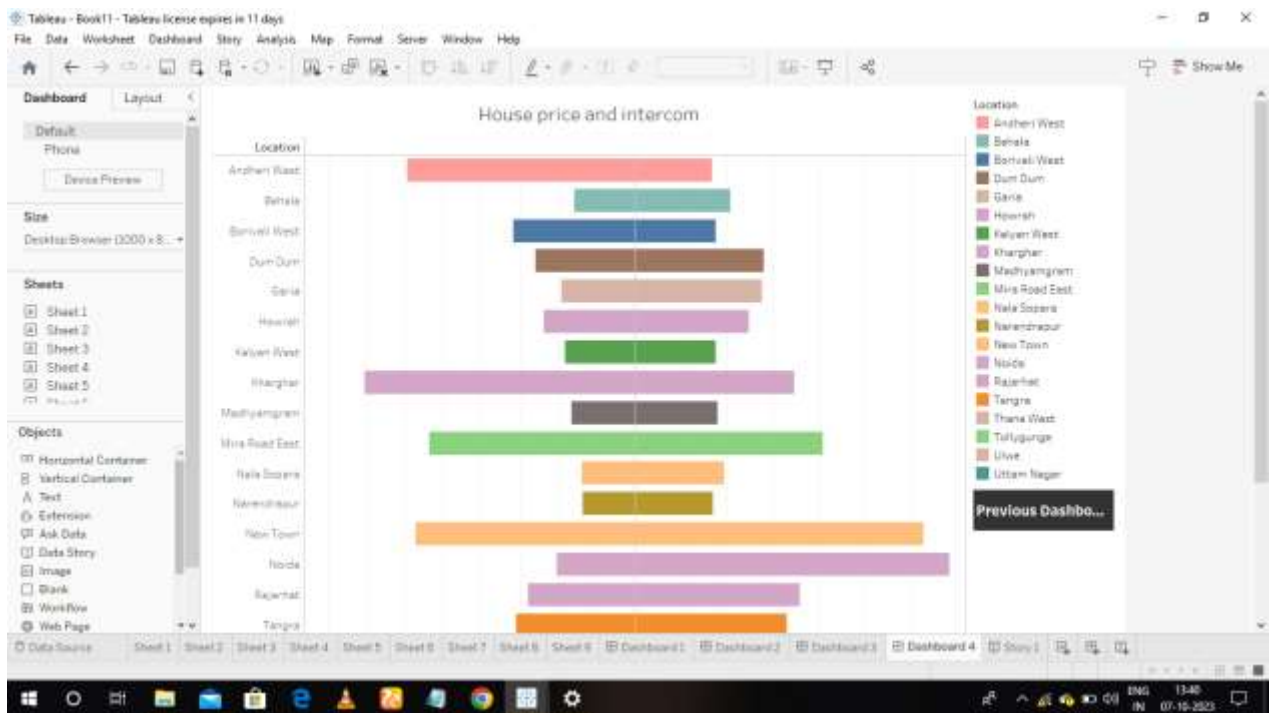 Tableau - Book11 - Tableau license expires in 11 days
File Data Worksheet Dashboard Story Analysis Map Format Server Window Help
Show Me
Dashboard Layout
Default
Phone
Device Preview
Size
Desktop Browser (1000 x 8...
Sheets
Sheet 1
Sheet 2
Sheet 3
Sheet 4
Sheet 5
Objects
Horizontal Container
Vertical Container
Text
Extension
Ask Data
Data Story
Image
Blank
Workflow
Web Page
House price and intercom
Location
Andheri West
Behala
Borivali West
Dum Dum
Garia
Howrah
Kalyan West
Kharghar
Madhyamgram
Mira Road East
Nala Sopara
Narendrapur
New Town
Noida
Rajarhat
Tangra
Location
Andheri West
Behala
Borivali West
Dum Dum
Garia
Howrah
Kalyan West
Kharghar
Madhyamgram
Mira Road East
Nala Sopara
Narendrapur
New Town
Noida
Rajarhat
Tangra
Thane West
Tollygunge
Ulwe
Uttam Nagar
Previous Dashbo...
Data Source Sheet 1 Sheet 2 Sheet 3 Sheet 4 Sheet 5 Sheet 6 Sheet 7 Sheet 8 Sheet 9 Dashboard 1 Dashboard 2 Dashboard 3 Dashboard 4 Story 1
ENG 13:40
IN 07-10-2023